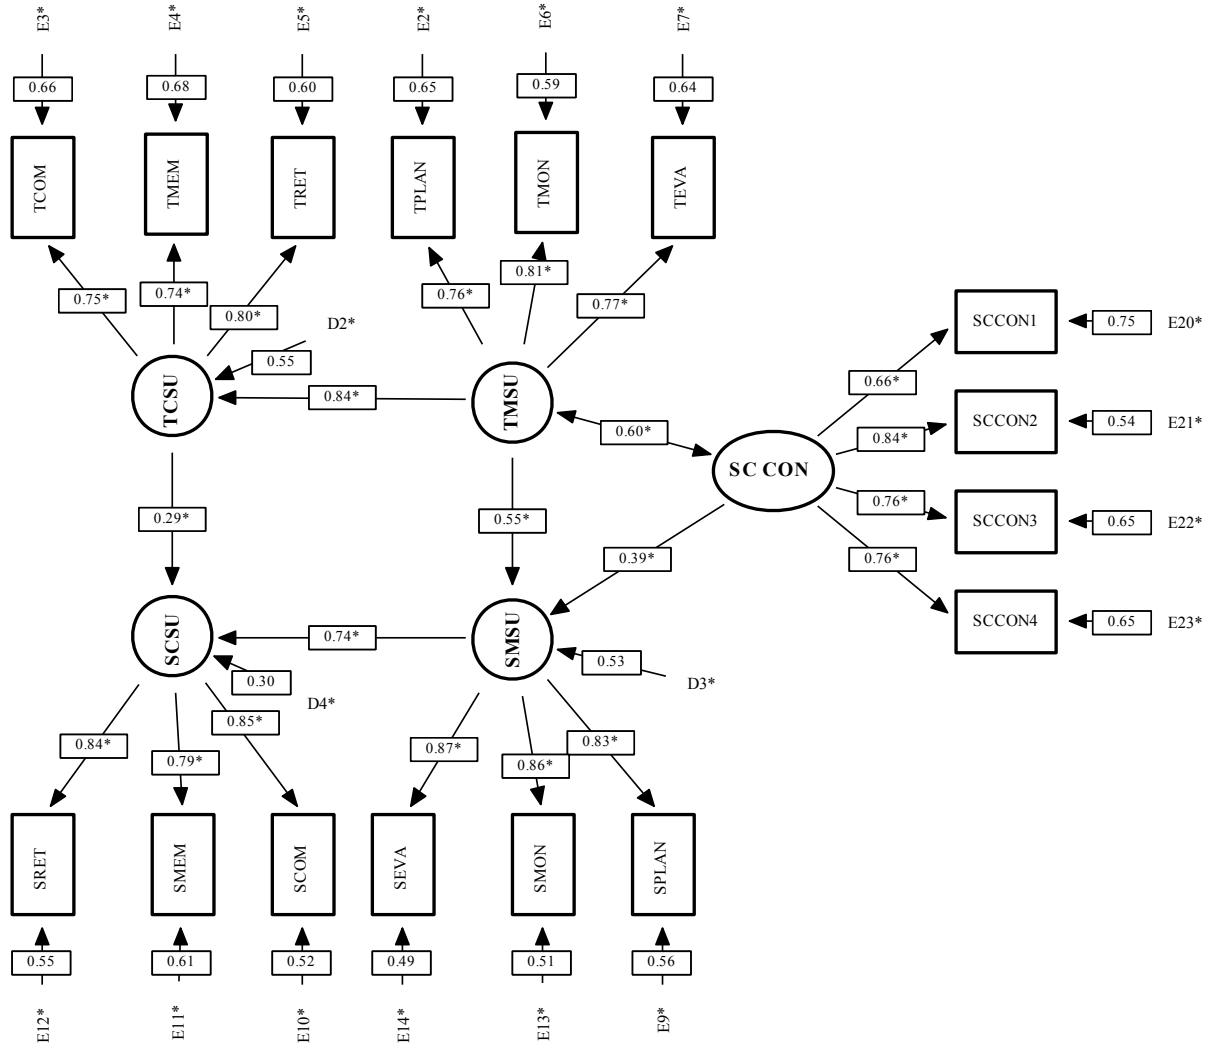 E3*
E4*
E5*
E2*
E6*
E7*
0.66
0.68
0.60
0.65
0.59
0.64
TCOM
TMEM
TRET
TPLAN
TMON
TEVA
0.75*
0.74*
0.80*
0.76*
0.81*
0.77*
D2*
0.55
SCCON1
0.75
E20*
TCSU
0.84*
TMSU
0.66*
0.60*
SC CON
0.84*
SCCON2
0.54
E21*
0.76*
SCCON3
0.65
E22*
0.29*
0.55*
0.39*
0.76*
SCCON4
0.65
E23*
SCSU
0.74*
SMSU
0.30
D4*
0.53
D3*
0.84*
0.79*
0.85*
0.87*
0.86*
0.83*
SRET
SMEM
SCOM
SEVA
SMON
SPLAN
0.55
0.61
0.52
0.49
0.51
0.56
E12*
E11*
E10*
E14*
E13*
E9*